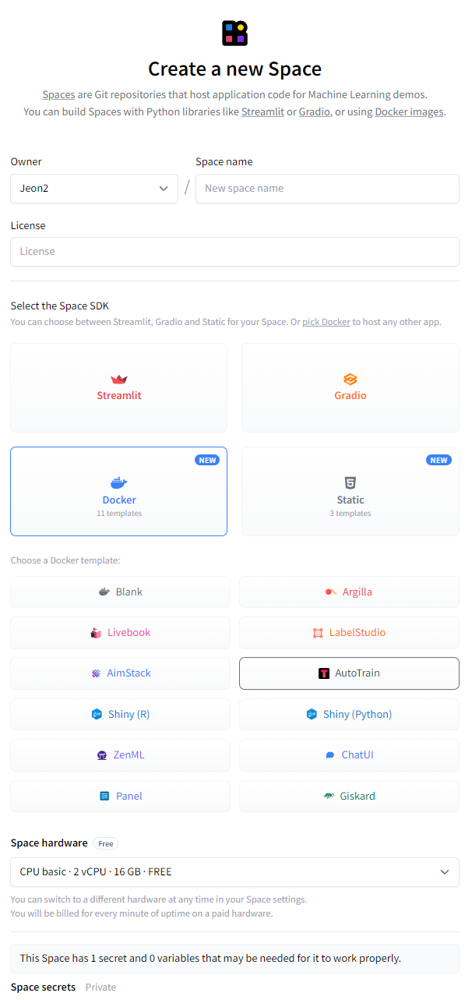 Create a new Space
Spaces are Git repositories that host application code for Machine Learning demos.
You can build Spaces with Python libraries like Streamlit or Gradio, or using Docker images.
Owner
Space name
Jeon2
/
New space name
License
License
Select the Space SDK
You can choose between Streamlit, Gradio and Static for your Space. Or pick Docker to host any other app.
Streamlit
Gradio
NEW
Docker
11 templates
NEW
Static
3 templates
Choose a Docker template:
Blank
Argilla
Livebook
LabelStudio
AimStack
AutoTrain
Shiny (R)
Shiny (Python)
ZenML
ChatUI
Panel
Giskard
Space hardware Free
CPU basic · 2 vCPU · 16 GB · FREE
You can switch to a different hardware at any time in your Space settings.
You will be billed for every minute of uptime on a paid hardware.
This Space has 1 secret and 0 variables that may be needed for it to work properly.
Space secrets Private